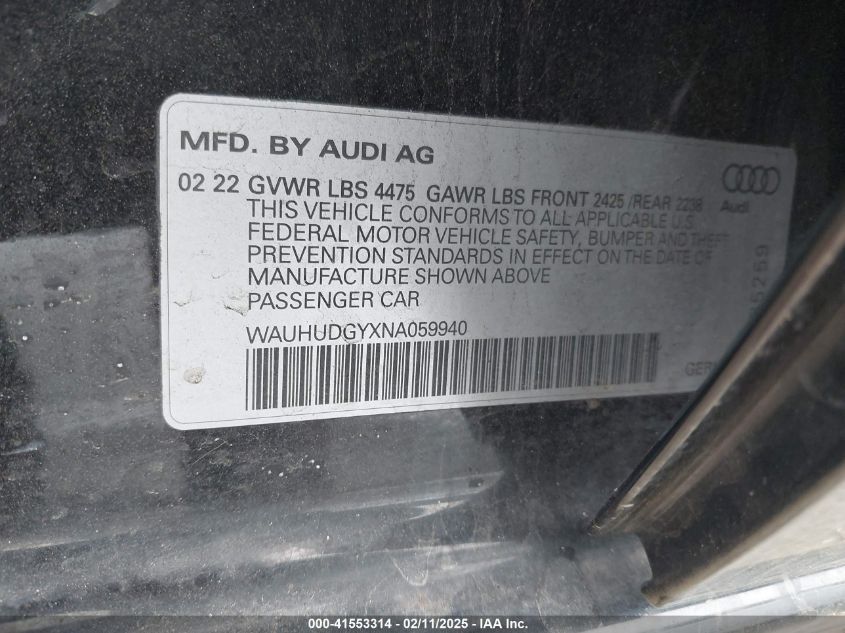 MFD. BY AUDI AG
02 22 GVWR LBS 4475 GAWR LBS FRONT 2425 /REAR 2238
THIS VEHICLE CONFORMS TO ALL APPLICABLE U.S.
FEDERAL MOTOR VEHICLE SAFETY, BUMPER AND THEFT
PREVENTION STANDARDS IN EFFECT ON THE DATE OF
MANUFACTURE SHOWN ABOVE
PASSENGER CAR
WAUHUDGYXNA059940
Audi
000-41553314 - 02/11/2025 - IAA Inc.